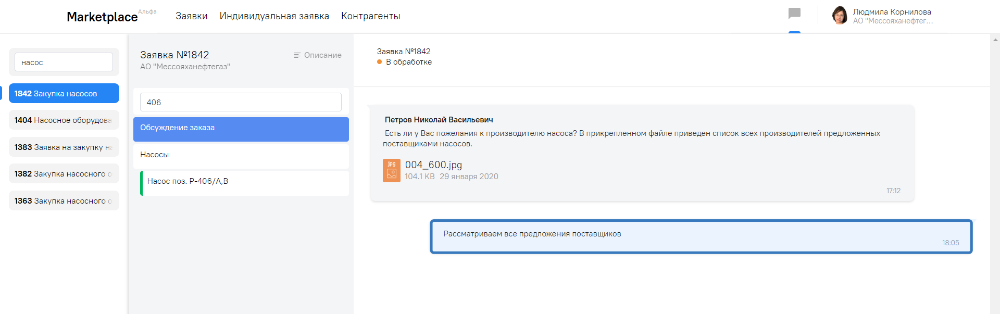 Marketplace Альфа
Заявки Индивидуальная заявка Контрагенты
Людмила Корнилова
АО "Мессояханефтег...
насос
1842 Закупка насосов
1404 Насосное оборудова
1383 Заявка на закупку на
1382 Закупка насосного о
1363 Закупка насосного о
Заявка №1842
Описание
АО "Мессояханефтегаз"
406
Обсуждение заказа
Насосы
Насос поз. P-406/A,B
Заявка №1842
В обработке
Петров Николай Васильевич
Есть ли у Вас пожелания к производителю насоса? В прикрепленном файле приведен список всех производителей предложенных
поставщиками насосов.
jpg
004_600.jpg
104.1 KB 29 января 2020
17:12
Рассматриваем все предложения поставщиков
18:05